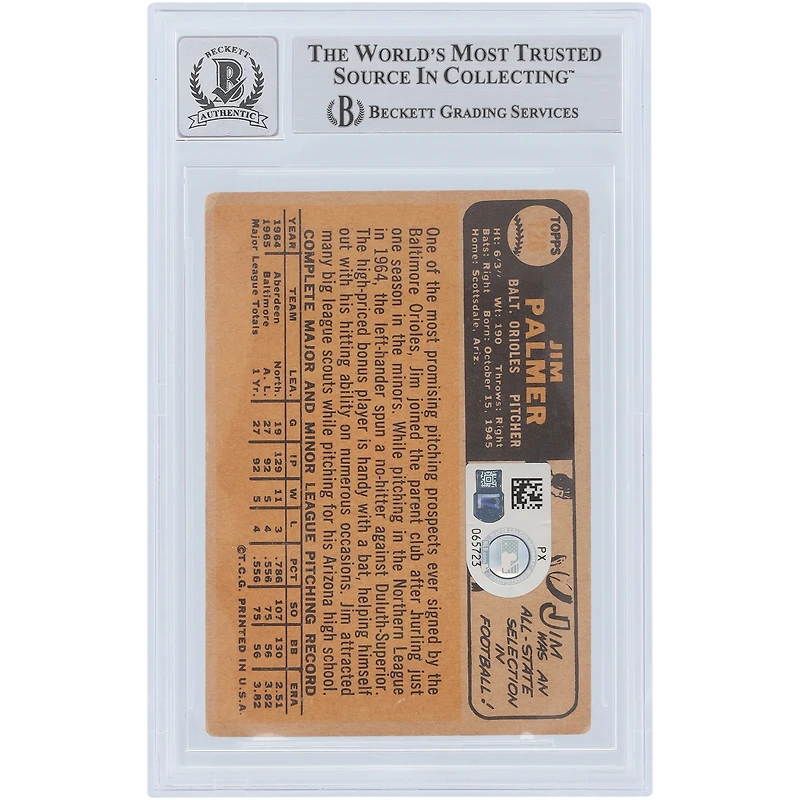 BECKETT
B
AUTHENTIC
THE WORLD'S MOST TRUSTED
SOURCE IN COLLECTING™
B BECKETT GRADING SERVICES
TOPPS
126
JIM
PALMER
BALT. ORIOLES PITCHER
Ht: 6'3" Wt: 190 Throws: Right
Bats: Right Born: October 15, 1945
Home: Scottsdale, Ariz.
PX
065723
JIM
WAS AN
ALL-STATE
SELECTION
IN
FOOTBALL!
One of the most promising pitching prospects ever signed by the
Baltimore Orioles, Jim joined the parent club after hurling just
one season in the minors. While pitching in the Northern League
in 1964, the left-hander spun a no-hitter against Duluth-Superior.
The high-priced bonus player is handy with a bat, helping himself
out with his hitting ability on numerous occasions. Jim attracted
many big league scouts while pitching for his Arizona high school.
COMPLETE MAJOR AND MINOR LEAGUE PITCHING RECORD
YEAR TEAM LEA G IP W L PCT SO BB ERA
1964 Aberdeen North. 19 129 11 3 .786 107 130 2.51
1965 Baltimore A. L. 27 92 5 4 .556 75 56 3.82
Major League Totals 1 Yr. 27 92 5 4 .556 75 56 3.82
©T.C.G. PRINTED IN U.S.A.